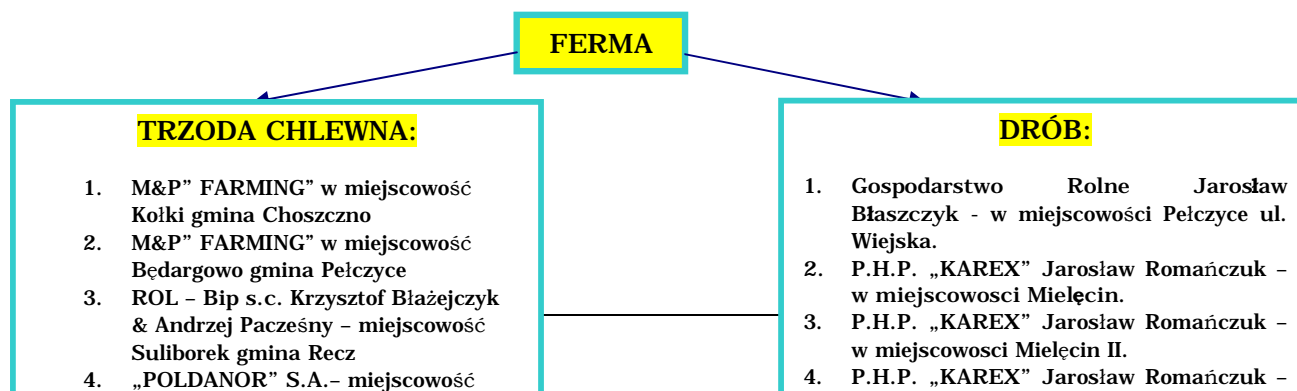 FERMA
TRZODA CHLEWNA:
1. M&P” FARMING” w miejscowość
Kołki gmina Choszczno
2. M&P” FARMING” w miejscowość
Będargowo gmina Pełczyce
3. ROL – Bip s.c. Krzysztof Błażejczyk
& Andrzej Pacześny – miejscowość
Suliborek gmina Recz
4. „POLDANOR” S.A.– miejscowość
DRÓB:
1. Gospodarstwo Rolne Jarosław
Błaszczyk - w miejscowości Pełczyce ul.
Wiejska.
2. P.H.P. „KAREX” Jarosław Romańczuk –
w miejscowosci Mielęcin.
3. P.H.P. „KAREX” Jarosław Romańczuk –
w miejscowosci Mielęcin II.
4. P.H.P. „KAREX” Jarosław Romańczuk –